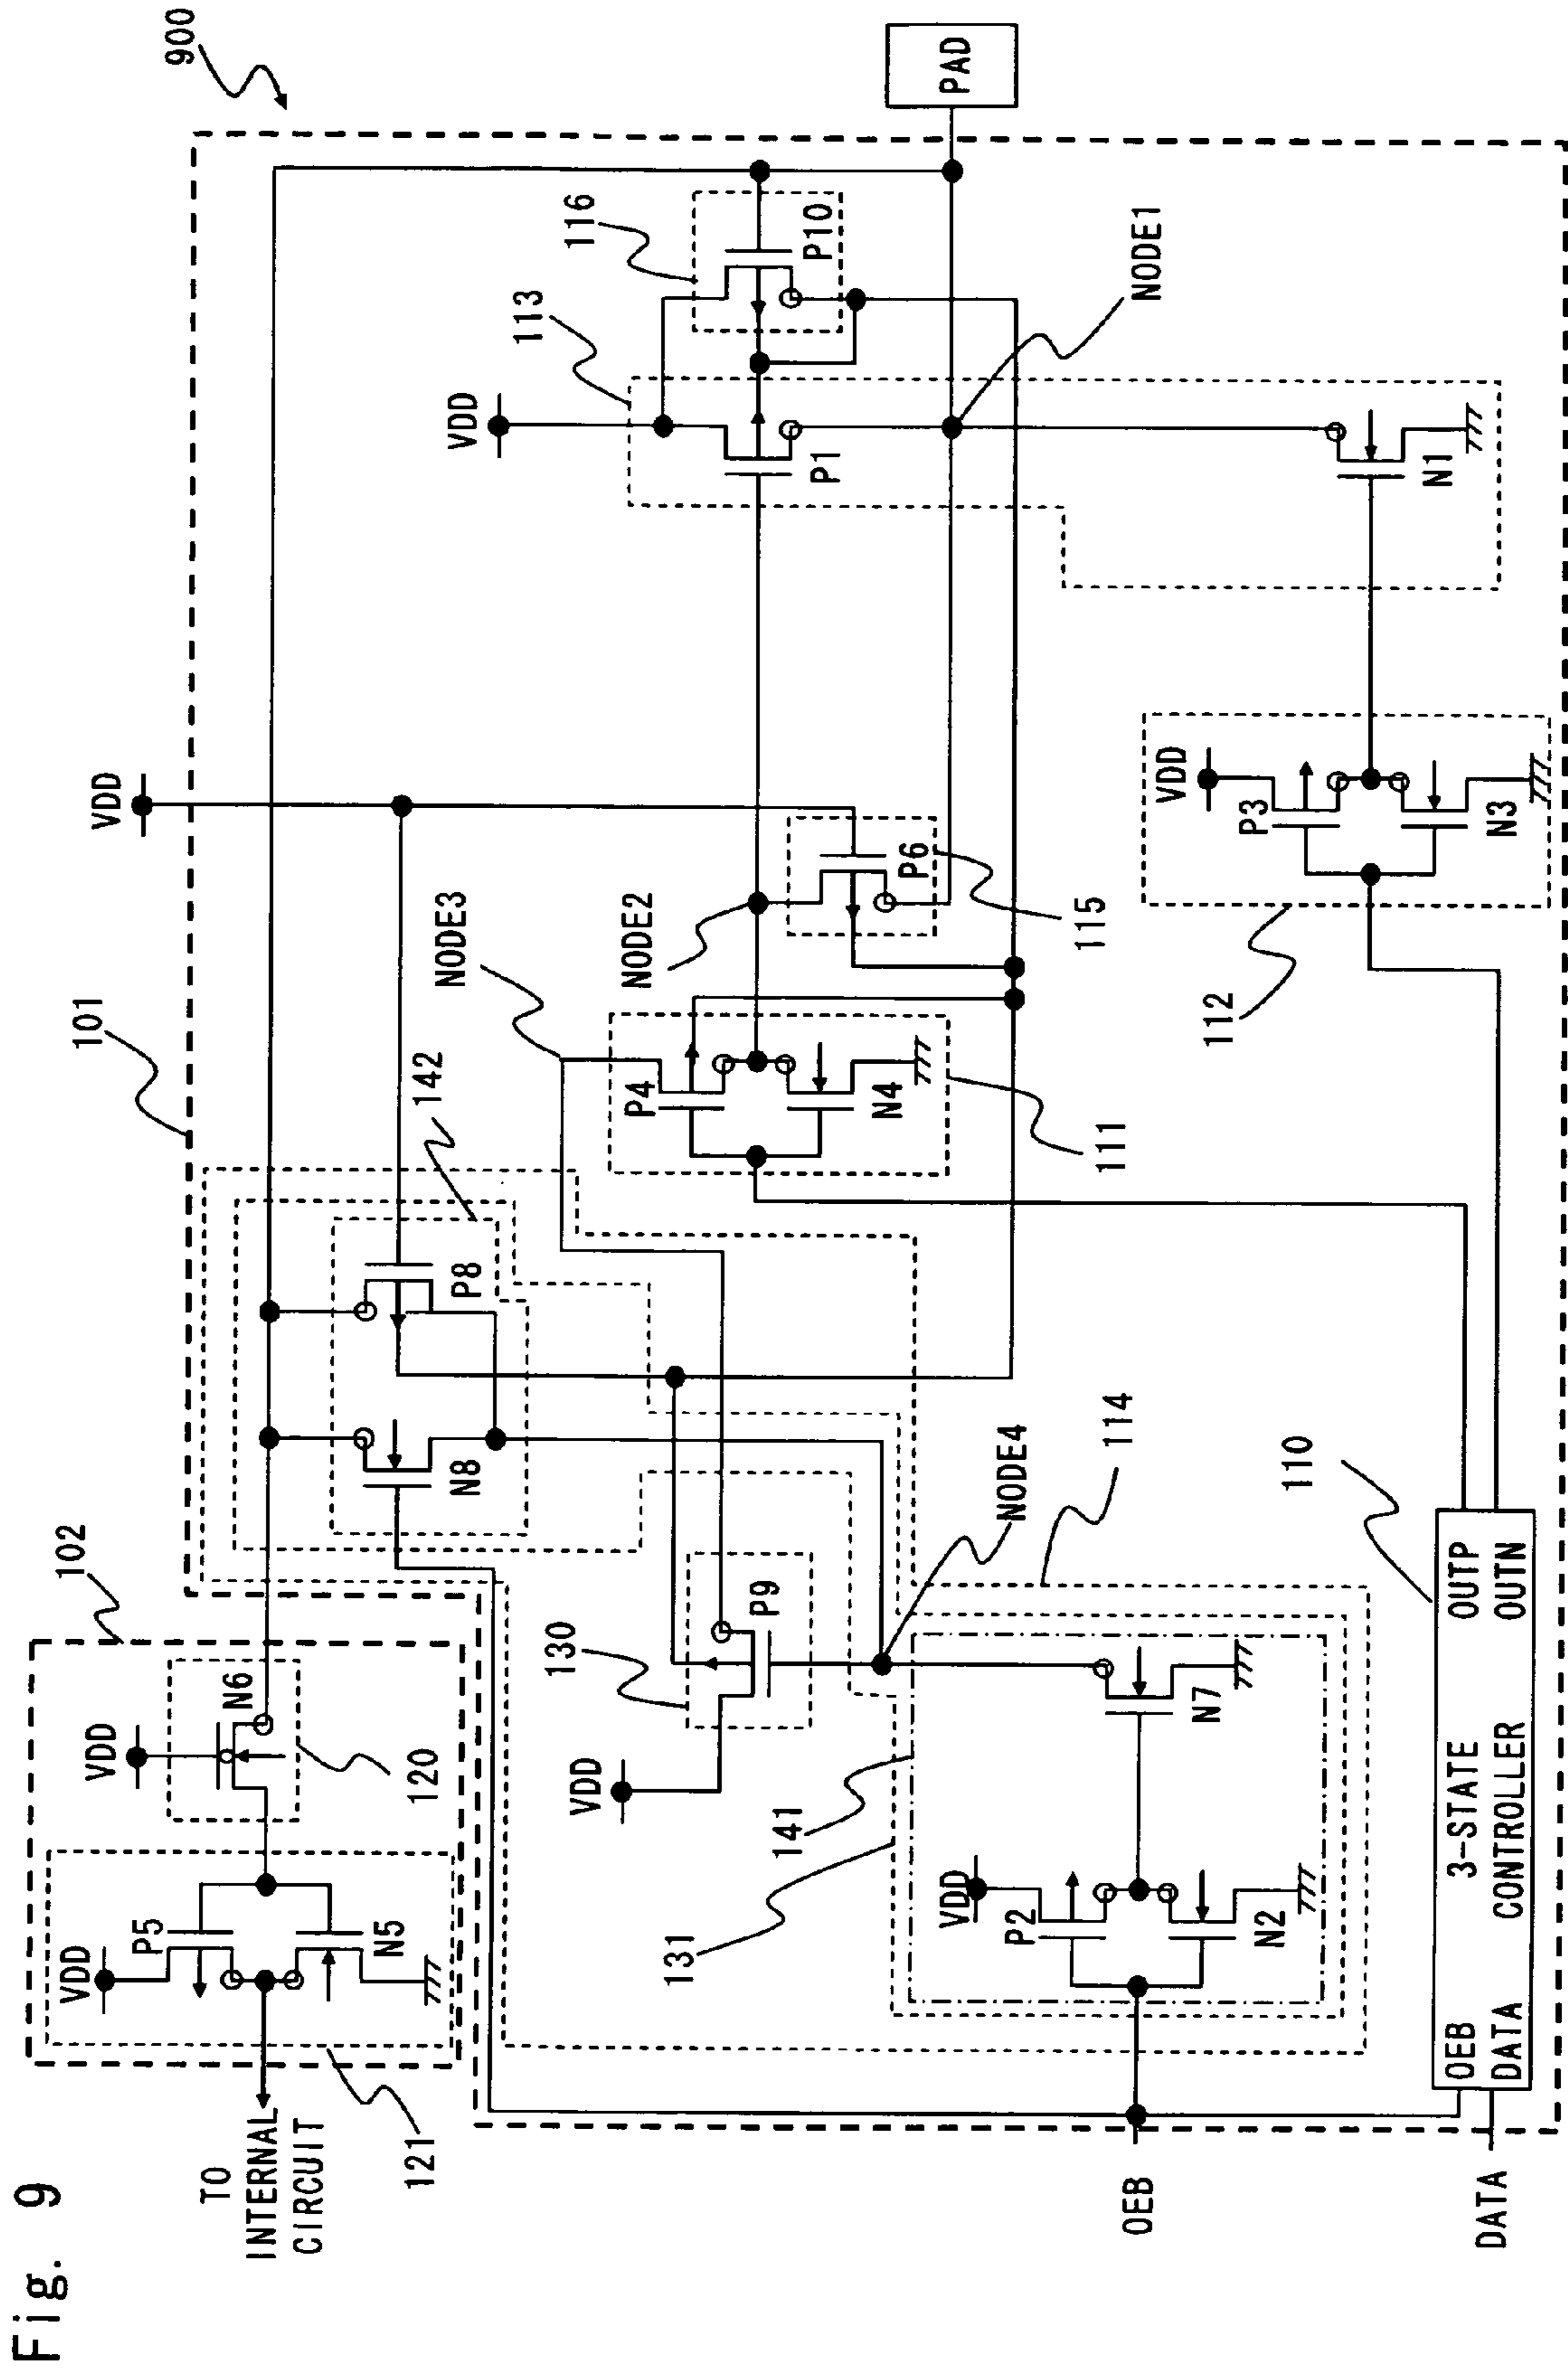 Fig. 9
900
101
102
VDD
VDD
N6
120
P5
N5
121
TO
INTERNAL
CIRCUIT
VDD
142
P8
N8
NODE3
NODE2
P4
N4
111
P6
115
VDD
113
P1
116
P10
PAD
NODE1
N1
VDD
P3
N3
112
VDD
130
P9
NODE4
114
141
131
VDD
P2
N2
N7
110
OEB
DATA
3-STATE
CONTROLLER
OUTP
OUTN
OEB
DATA